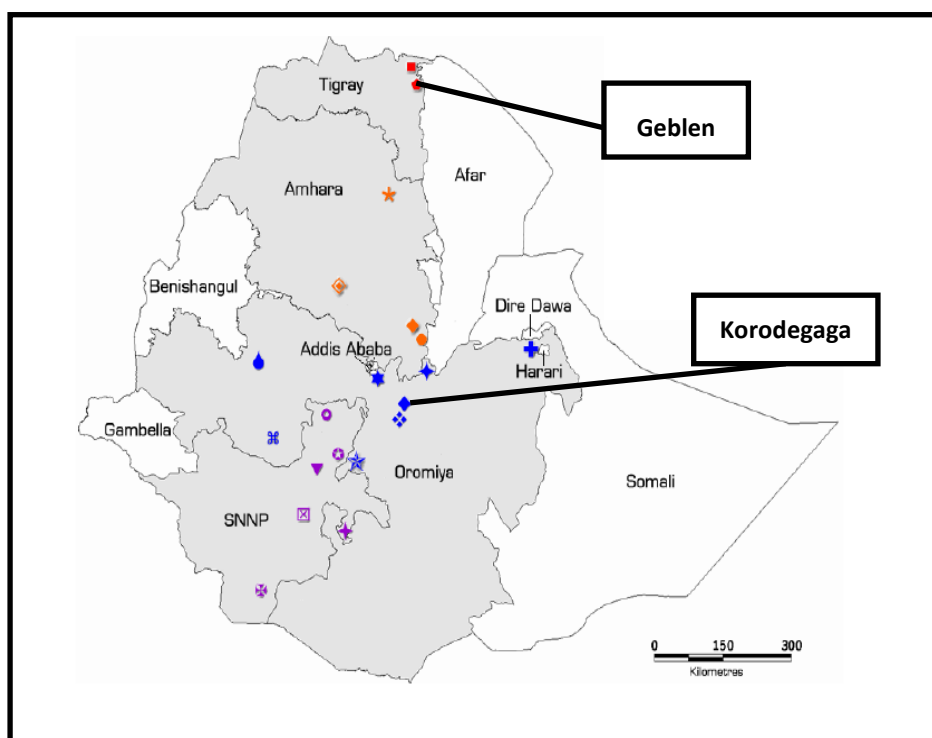 Tigray
Geblen
Afar
Amhara
Benishangul
Dire Dawa
Korodegaga
Addis Ababa
Harari
Gambella
Oromiya
Somali
SNNP
0 150 300
Kilometres